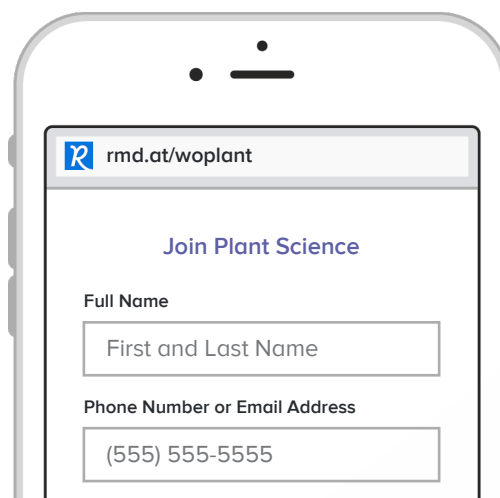 rmd.at/woplant
Join Plant Science
Full Name
First and Last Name
Phone Number or Email Address
(555) 555-5555